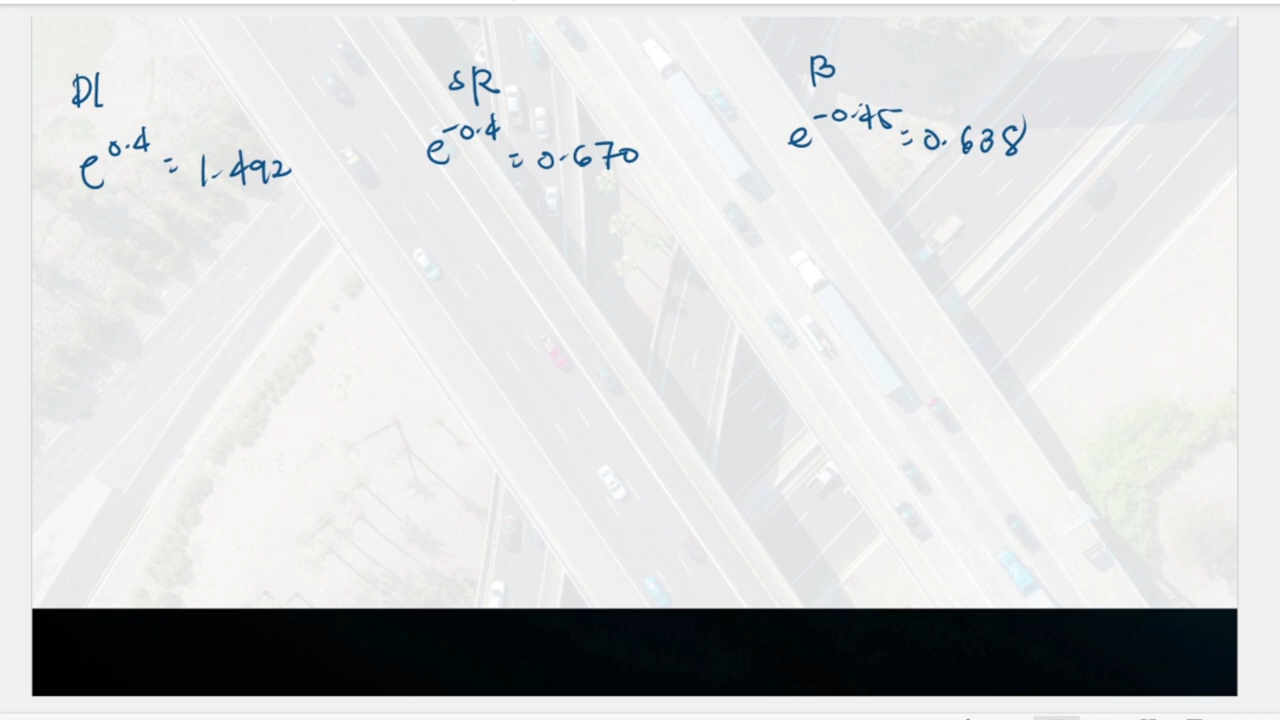 DL
e^0.4 = 1.492
SR
e^-0.4 = 0.670
B
e^-0.45 = 0.638